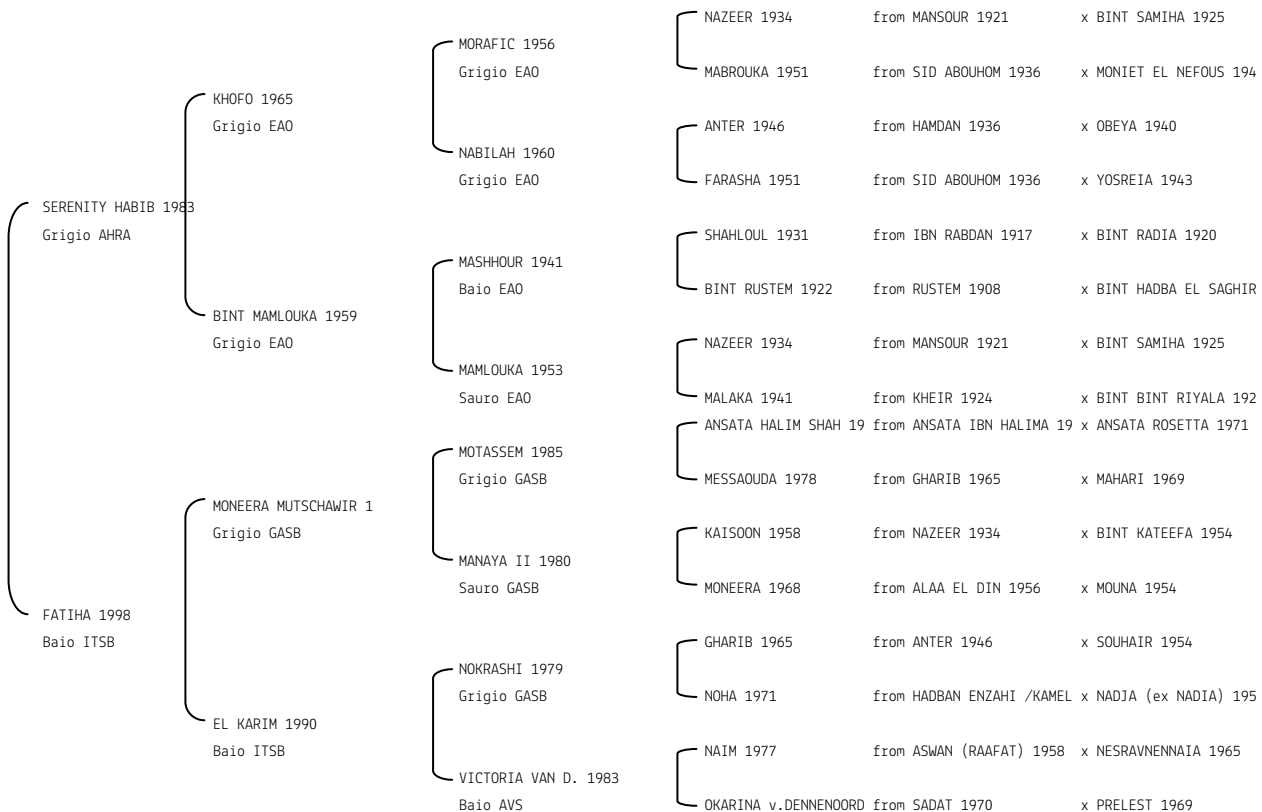 NAZEER 1934 from MANSOUR 1921 x BINT SAMIHA 1925
MORAFIC 1956
Grigio EAO MABROUKA 1951 from SID ABOUHOM 1936 x MONIET EL NEFOUS 194
KHOFO 1965
Grigio EAO ANTER 1946 from HAMDAN 1936 x OBEYA 1940
NABILAH 1960
Grigio EAO FARASHA 1951 from SID ABOUHOM 1936 x YOSREIA 1943
SERENITY HABIB 1983
Grigio AHRA SHAHLOUL 1931 from IBN RABDAN 1917 x BINT RADIA 1920
MASHHOUR 1941
Baio EAO BINT RUSTEM 1922 from RUSTEM 1908 x BINT HADBA EL SAGHIR
BINT MAMLOUKA 1959
Grigio EAO NAZEER 1934 from MANSOUR 1921 x BINT SAMIHA 1925
MAMLOUKA 1953
Sauro EAO MALAKA 1941 from KHEIR 1924 x BINT BINT RIYALA 192
ANSATA HALIM SHAH 19 from ANSATA IBN HALIMA 19 x ANSATA ROSETTA 1971
MOTASSEM 1985
Grigio GASB MESSAOUDA 1978 from GHARIB 1965 x MAHARI 1969
MONEERA MUTSCHAWIR 1
Grigio GASB KAISOON 1958 from NAZEER 1934 x BINT KATEEFA 1954
MANAYA II 1980
Sauro GASB MONEERA 1968 from ALAA EL DIN 1956 x MOUNA 1954
FATIHA 1998
Baio ITSB GHARIB 1965 from ANTER 1946 x SOUHAIR 1954
NOKRASHI 1979
Grigio GASB NOHA 1971 from HADBAN ENZAHI /KAMEL x NADJA (ex NADIA) 195
EL KARIM 1990
Baio ITSB NAIM 1977 from ASWAN (RAAFAT) 1958 x NESRAVNENNAIA 1965
VICTORIA VAN D. 1983
Baio AVS OKARINA v.DENNENOORD from SADAT 1970 x PRELEST 1969